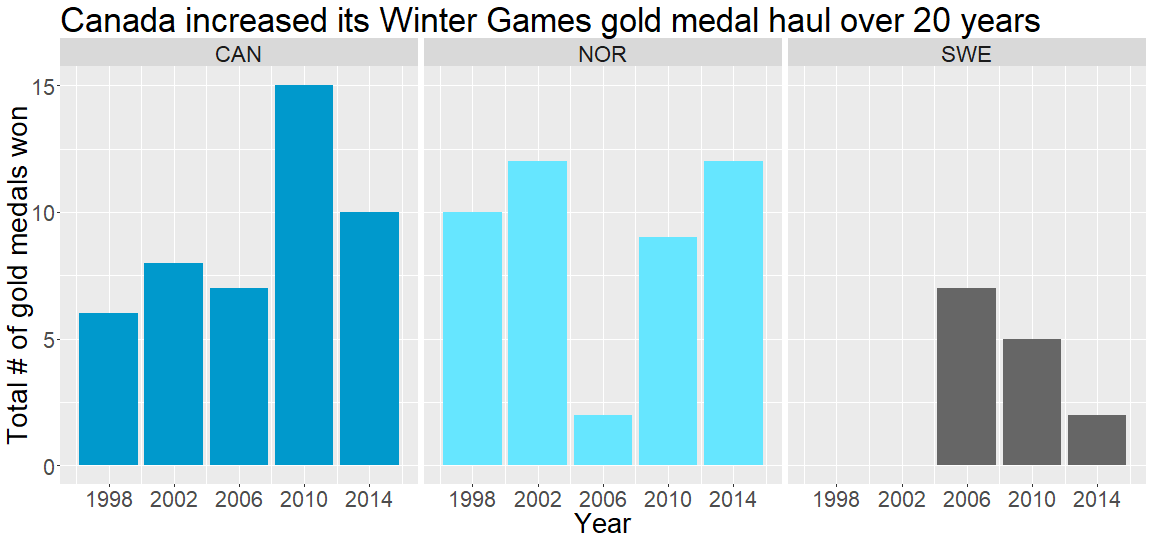 Canada increased its Winter Games gold medal haul over 20 years
CAN NOR SWE
Total # of gold medals won
15
10
5
0
1998 2002 2006 2010 2014 1998 2002 2006 2010 2014 1998 2002 2006 2010 2014
Year